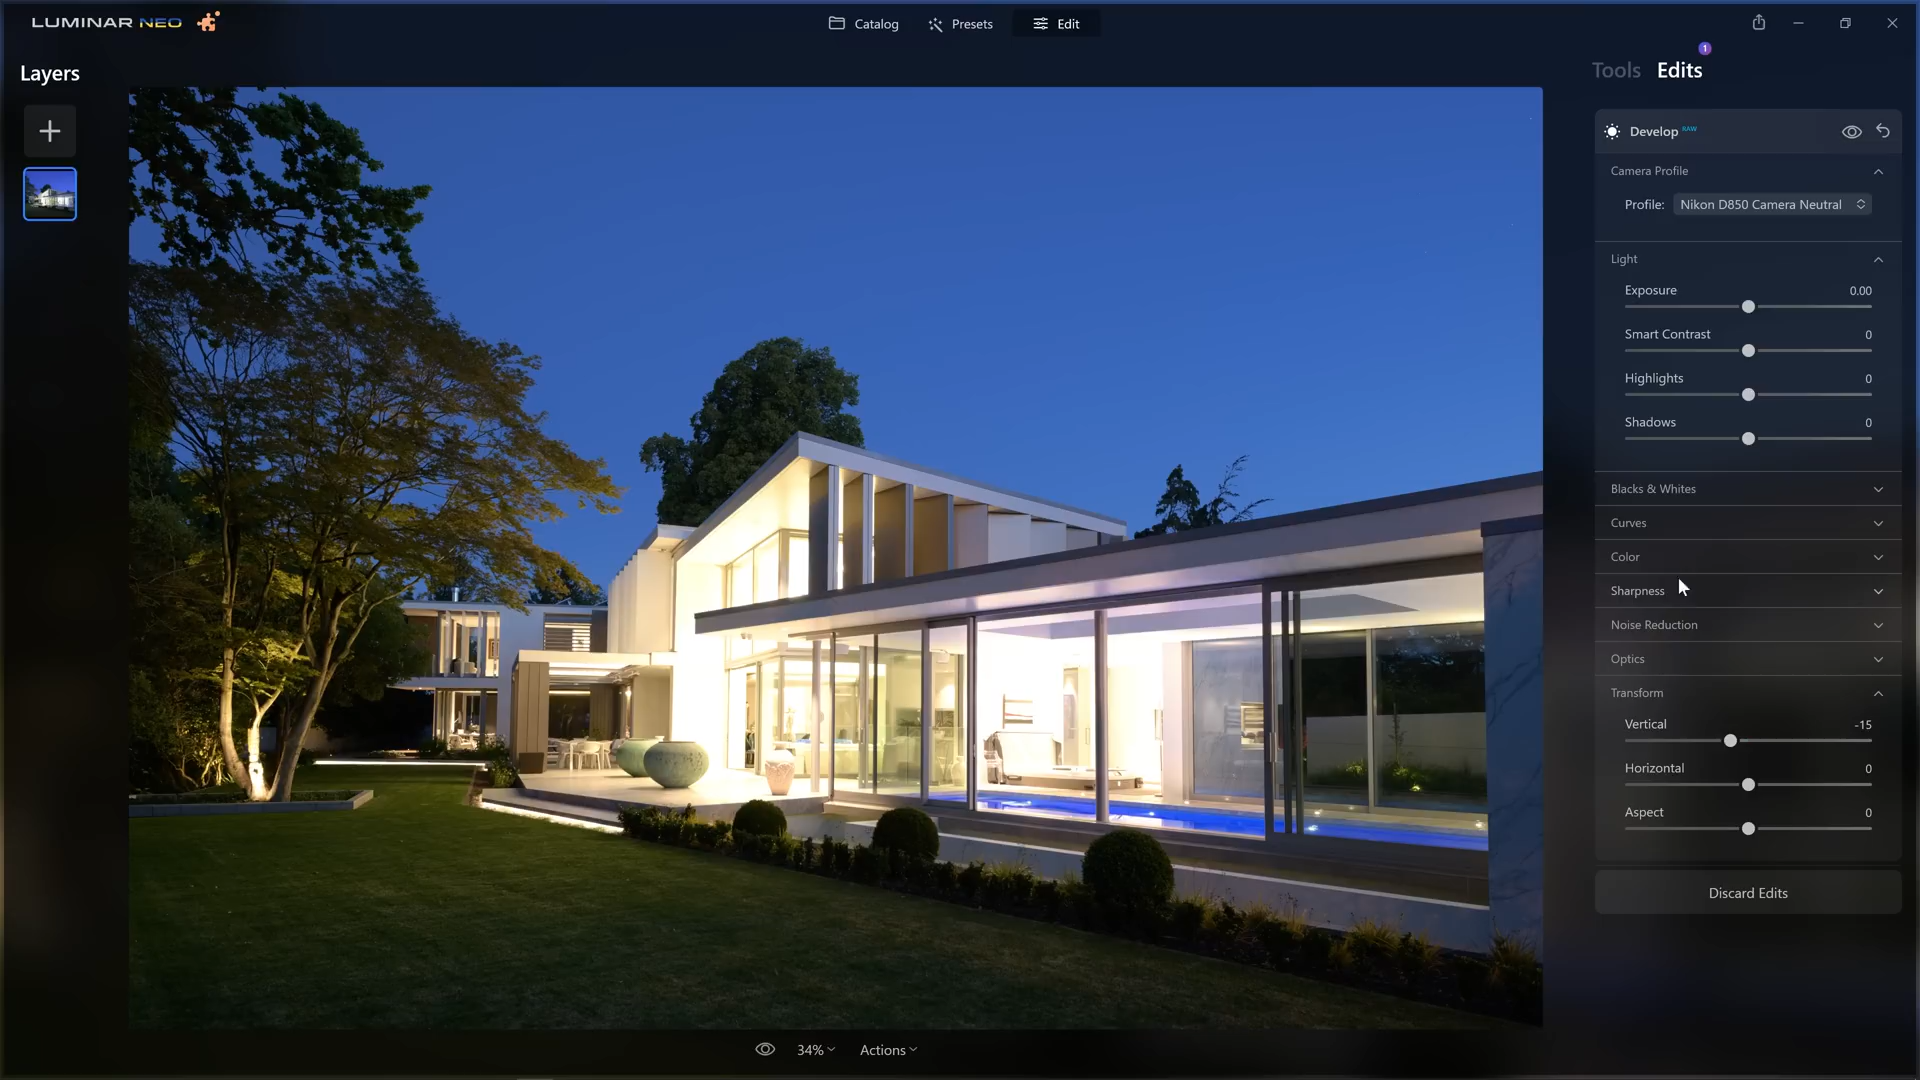 LUMINAR NEO
Catalog
Presets
Edit
Layers
Tools
Edits
1
Develop RAW
Camera Profile
Profile: Nikon D850 Camera Neutral
Light
Exposure 0.00
Smart Contrast 0
Highlights 0
Shadows 0
Blacks & Whites
Curves
Color
Sharpness
Noise Reduction
Optics
Transform
Vertical -15
Horizontal 0
Aspect 0
Discard Edits
34%
Actions